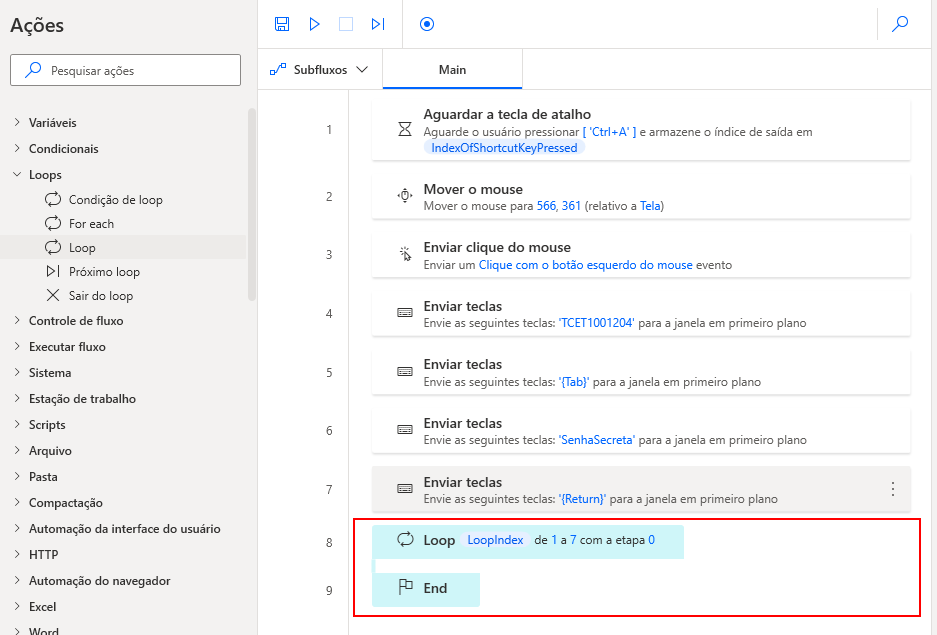 Ações
Pesquisar ações
Variáveis
Condicionais
Loops
Condição de loop
For each
Loop
Próximo loop
Sair do loop
Controle de fluxo
Executar fluxo
Sistema
Estação de trabalho
Scripts
Arquivo
Pasta
Compactação
Automação da interface do usuário
HTTP
Automação do navegador
Excel
Word
Subfluxos
Main
1
Aguardar a tecla de atalho
Aguarde o usuário pressionar [ 'Ctrl+A' ] e armazene o índice de saída em
IndexOfShortcutKeyPressed
2
Mover o mouse
Mover o mouse para 566, 361 (relativo a Tela)
3
Enviar clique do mouse
Enviar um Clique com o botão esquerdo do mouse evento
4
Enviar teclas
Envie as seguintes teclas: 'TCET1001204' para a janela em primeiro plano
5
Enviar teclas
Envie as seguintes teclas: '{Tab}' para a janela em primeiro plano
6
Enviar teclas
Envie as seguintes teclas: 'SenhaSecreta' para a janela em primeiro plano
7
Enviar teclas
Envie as seguintes teclas: '{Return}' para a janela em primeiro plano
8
Loop LoopIndex de 1 a 7 com a etapa 0
9
End